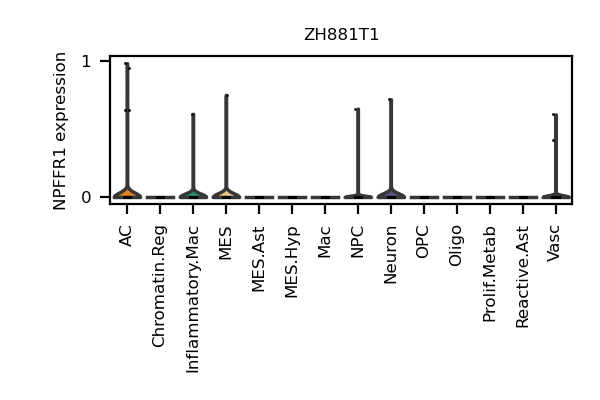 ZH881T1
NPFFR1 expression
1
0
AC
Chromatin.Reg
Inflammatory.Mac
MES
MES.Ast
MES.Hyp
Mac
NPC
Neuron
OPC
Oligo
Prolif.Metab
Reactive.Ast
Vasc